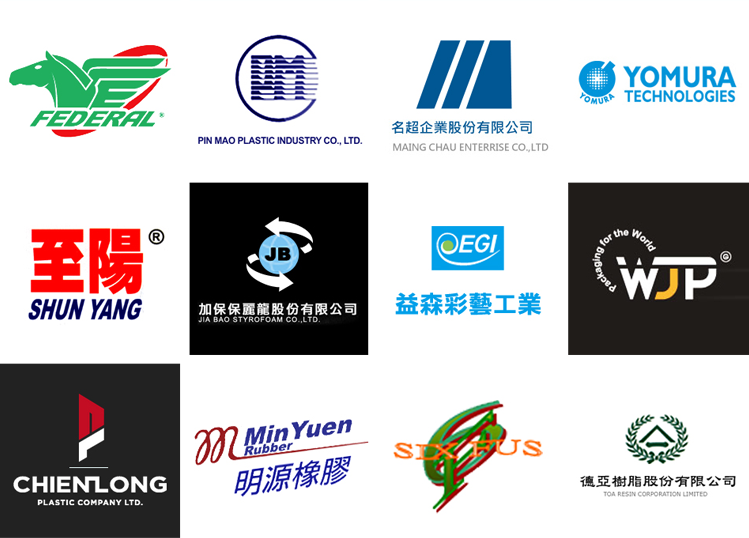 FEDERAL®
PIN MAO PLASTIC INDUSTRY CO., LTD.
名超企業股份有限公司
MAING CHAU ENTERRISE CO.,LTD
YOMURA
YOMURA
TECHNOLOGIES
至陽®
SHUN YANG
JB
加保保麗龍股份有限公司
JIA BAO STYROFOAM CO.,LTD.
EGI
益森彩藝工業
Packaging for the World
WJP
CHIENLONG
PLASTIC COMPANY LTD.
MinYuen
Rubber
明源橡膠
SIX PUS
德亞樹脂股份有限公司
TOA RESIN CORPORATION LIMITED